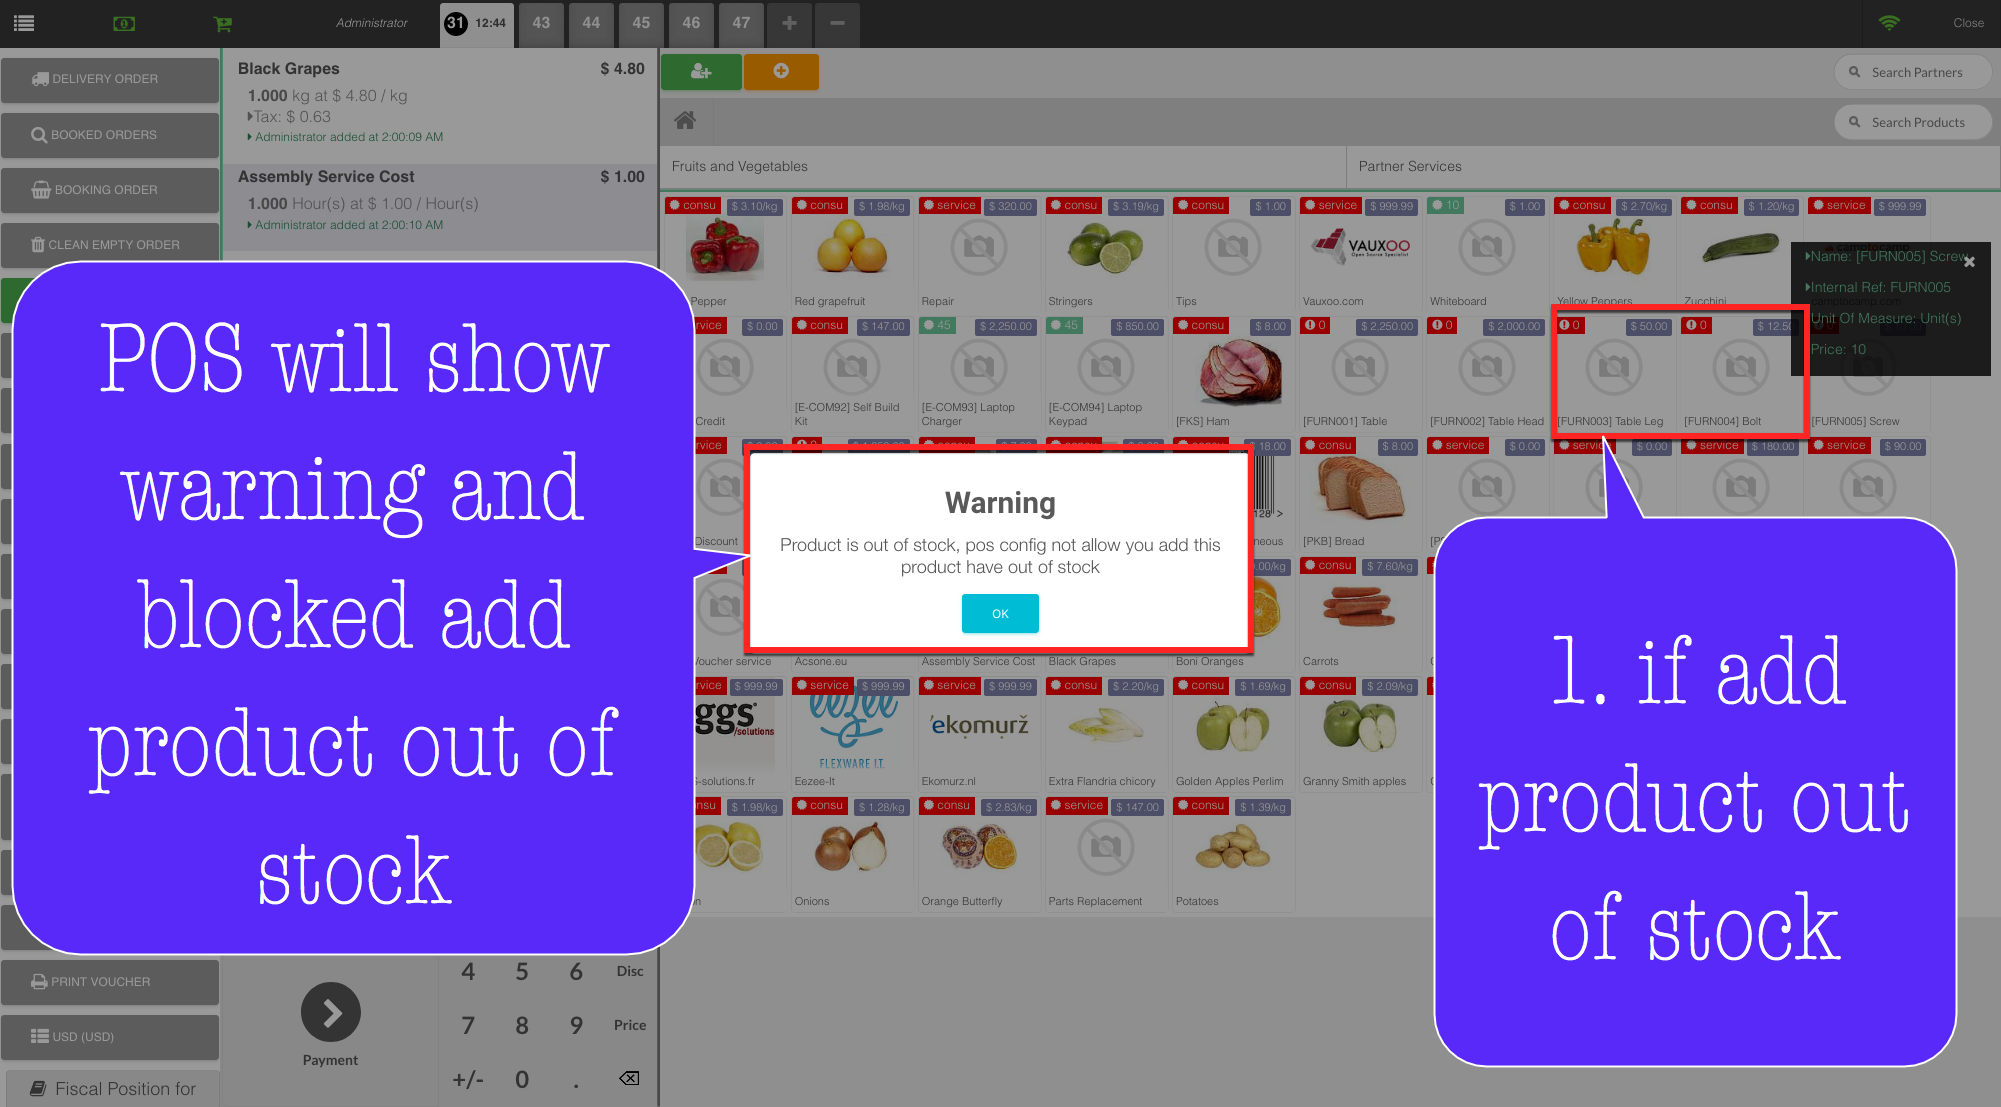 Administrator
31 12:44
43
44
45
46
47
Close
DELIVERY ORDER
BOOKED ORDERS
BOOKING ORDER
CLEAN EMPTY ORDER
Black Grapes $ 4.80
1.000 kg at $ 4.80 / kg
Tax: $ 0.63
Administrator added at 2:00:09 AM
Assembly Service Cost $ 1.00
1.000 Hour(s) at $ 1.00 / Hour(s)
Administrator added at 2:00:10 AM
Search Partners
Search Products
Fruits and Vegetables
Partner Services
consu $ 3.10/kg
Pepper
consu $ 1.98/kg
Red grapefruit
service $ 320.00
Repair
consu $ 3.19/kg
Stringers
consu $ 1.00
Tips
service $ 999.99
VAUXOO
Open Source Specialist
Vauxoo.com
10 $ 1.00
Whiteboard
consu $ 2.70/kg
Yellow Peppers
consu $ 1.20/kg
Zucchini
service $ 999.99
Name: [FURN005] Screw
Internal Ref: FURN005
Unit Of Measure: Unit(s)
Price: 10
$ 0.00
Credit
consu $ 147.00
[E-COM92] Self Build
Kit
45 $ 2,250.00
[E-COM93] Laptop
Charger
45 $ 850.00
[E-COM94] Laptop
Keypad
consu $ 8.00
[FKS] Ham
0 $ 2,250.00
[FURN001] Table
0 $ 2,000.00
[FURN002] Table Head
0 $ 50.00
[FURN003] Table Leg
0 $ 12.50
[FURN004] Bolt
[FURN005] Screw
Discount
18.00
128 >
consu $ 8.00
[PKB] Bread
service $ 0.00
service $ 0.00
service $ 180.00
service $ 90.00
Warning
Product is out of stock, pos config not allow you add this
product have out of stock
OK
Voucher service
Acsone.eu
Assembly Service Cost
Black Grapes
Boni Oranges
consu $ 7.60/kg
Carrots
$ 999.99
ggs
/solutions
-solutions.fr
service $ 999.99
eezee
FLEXWARE I.T.
Eezee-It
service $ 999.99
'ekomurż
Ekomurz.nl
consu $ 2.20/kg
Extra Flandria chicory
consu $ 1.69/kg
Golden Apples Perlim
consu $ 2.09/kg
Granny Smith apples
$ 1.98/kg
consu $ 1.28/kg
Onions
consu $ 2.83/kg
Orange Butterfly
service $ 147.00
Parts Replacement
consu $ 1.39/kg
Potatoes
POS will show
warning and
blocked add
product out of
stock
1. if add
product out
of stock
PRINT VOUCHER
USD (USD)
Fiscal Position for
Payment
4 5 6 Disc
7 8 9 Price
+/- 0 .